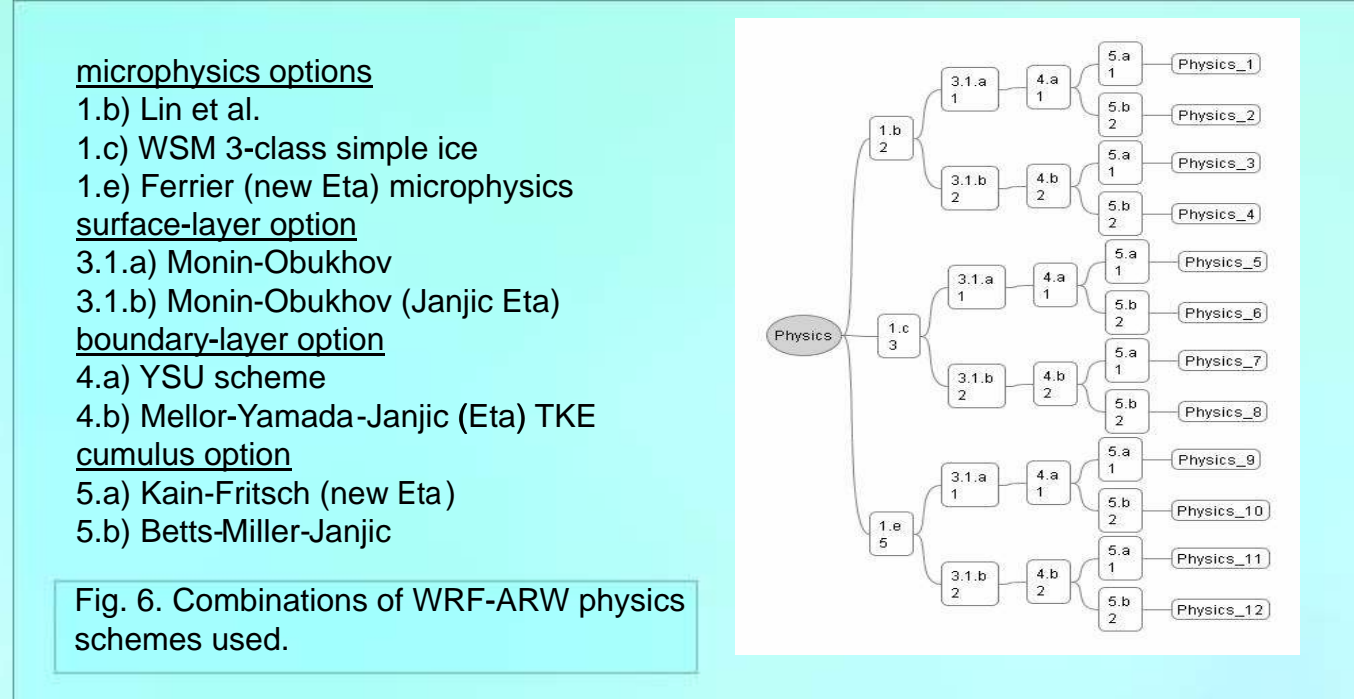 microphysics options
1.b) Lin et al.
1.c) WSM 3-class simple ice
1.e) Ferrier (new Eta) microphysics
surface-layer option
3.1.a) Monin-Obukhov
3.1.b) Monin-Obukhov (Janjic Eta)
boundary-layer option
4.a) YSU scheme
4.b) Mellor-Yamada-Janjic (Eta) TKE
cumulus option
5.a) Kain-Fritsch (new Eta)
5.b) Betts-Miller-Janjic
Fig. 6. Combinations of WRF-ARW physics
schemes used.
Physics
1.b
2
3.1.a
1
4.a
1
5.a
1
Physics_1
5.b
2
Physics_2
3.1.b
2
4.b
2
5.a
1
Physics_3
5.b
2
Physics_4
1.c
3
3.1.a
1
4.a
1
5.a
1
Physics_5
5.b
2
Physics_6
3.1.b
2
4.b
2
5.a
1
Physics_7
5.b
2
Physics_8
1.e
5
3.1.a
1
4.a
1
5.a
1
Physics_9
5.b
2
Physics_10
3.1.b
2
4.b
2
5.a
1
Physics_11
5.b
2
Physics_12